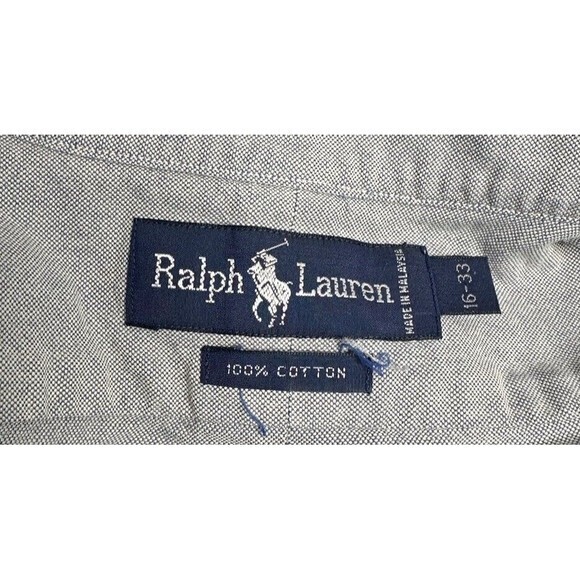 Ralph Lauren
MADE IN MALAYSIA
16-33
100% COTTON